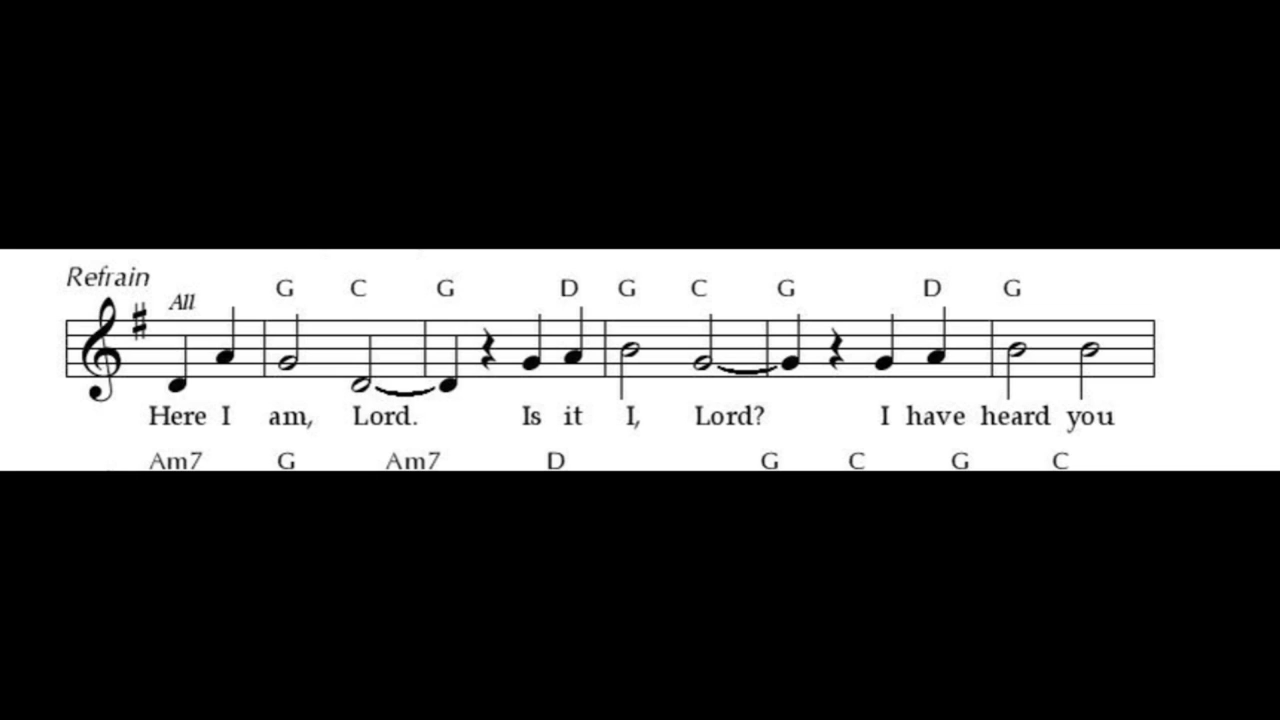 Refrain
All
G C G D G C G D G
Here I am, Lord. Is it I, Lord? I have heard you
Am7 G Am7 D G C G C